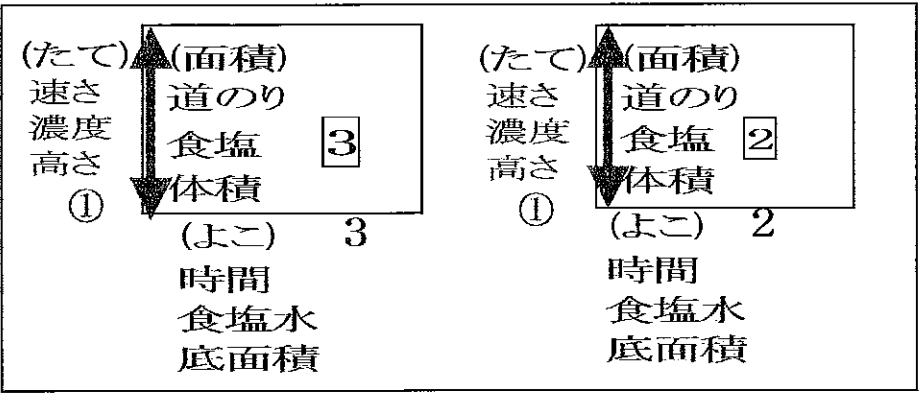 (たて)
速さ
濃度
高さ
①
(面積)
道のり
食塩 3
体積
(よこ) 3
時間
食塩水
底面積
(たて)
速さ
濃度
高さ
①
(面積)
道のり
食塩 2
体積
(よこ) 2
時間
食塩水
底面積